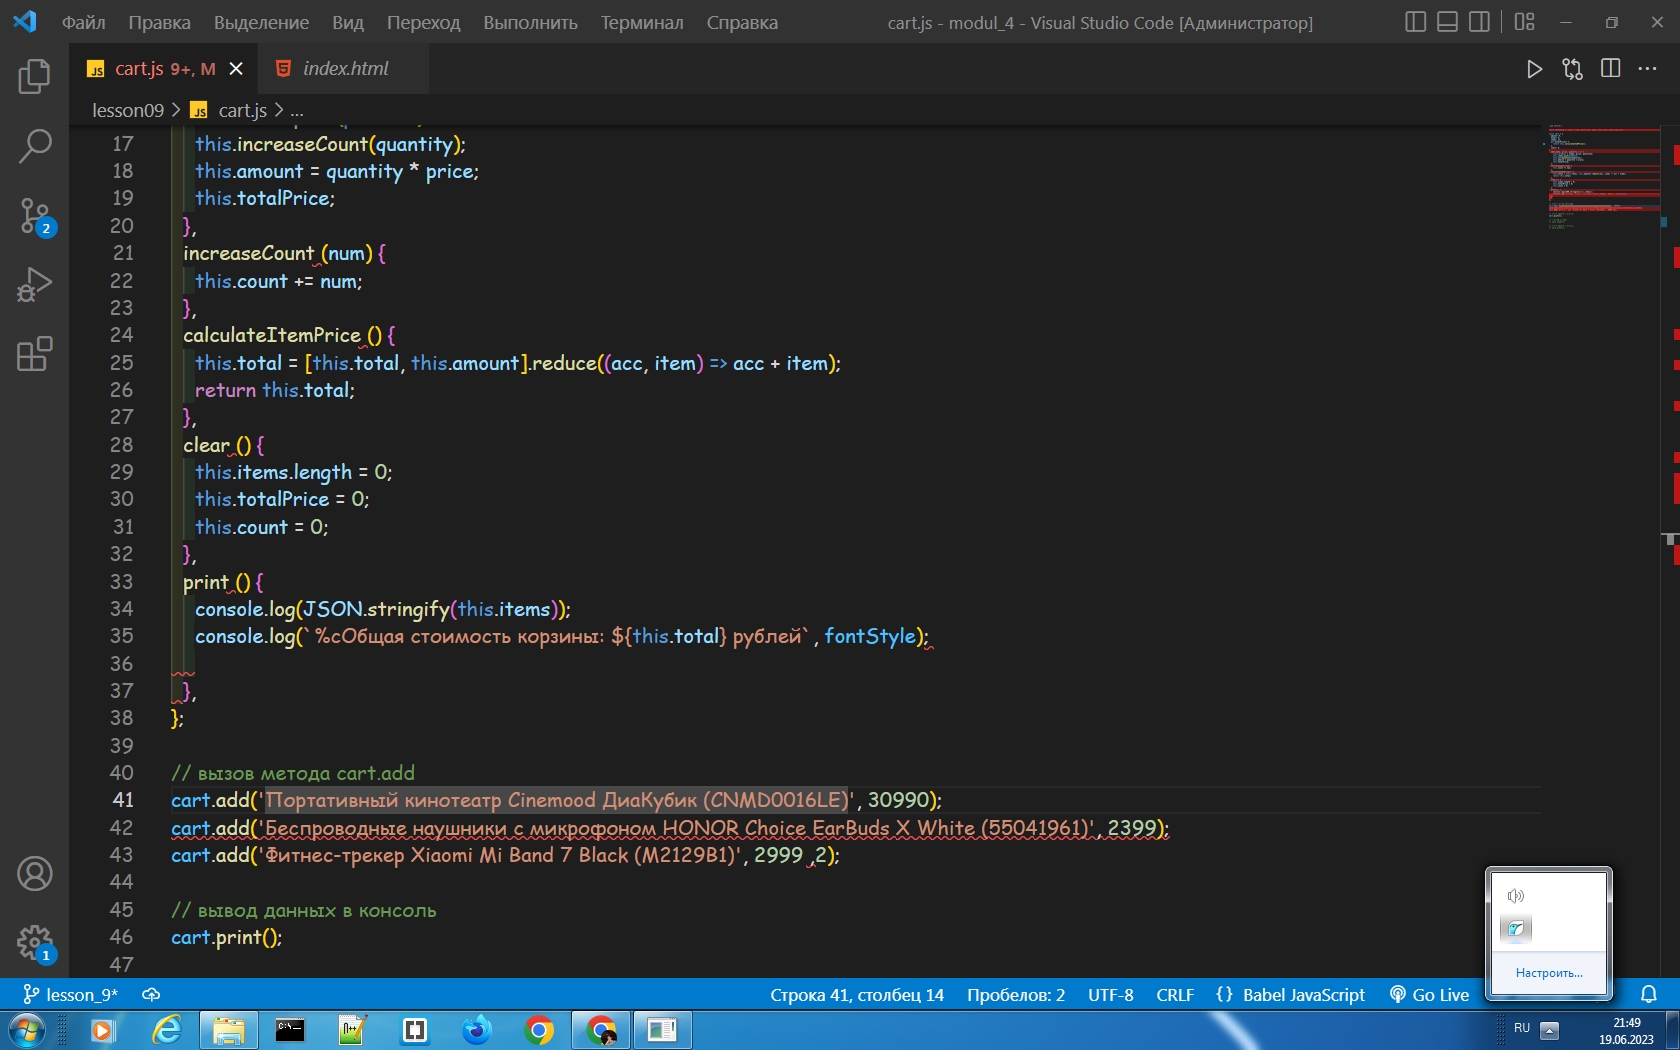 Файл Правка Выделение Вид Переход Выполнить Терминал Справка cart.js - modul_4 - Visual Studio Code [Администратор]
JS cart.js 9+, M index.html
lesson09 > JS cart.js > ...
17 this.increaseCount(quantity);
18 this.amount = quantity * price;
19 this.totalPrice;
20 },
21 increaseCount (num) {
22 this.count += num;
23 },
24 calculateItemPrice () {
25 this.total = [this.total, this.amount].reduce((acc, item) => acc + item);
26 return this.total;
27 },
28 clear () {
29 this.items.length = 0;
30 this.totalPrice = 0;
31 this.count = 0;
32 },
33 print () {
34 console.log(JSON.stringify(this.items));
35 console.log(`%cОбщая стоимость корзины: ${this.total} рублей`, fontStyle);
36
37 },
38 };
39
40 // вызов метода cart.add
41 cart.add('Портативный кинотеатр Cinemood ДиаКубик (CNMD0016LE)', 30990);
42 cart.add('Беспроводные наушники с микрофоном HONOR Choice EarBuds X White (55041961)', 2399);
43 cart.add('Фитнес-трекер Xiaomi Mi Band 7 Black (M2129B1)', 2999 ,2);
44
45 // вывод данных в консоль
46 cart.print();
47
2
1
Настроить...
lesson_9* Строка 41, столбец 14 Пробелов: 2 UTF-8 CRLF {} Babel JavaScript Go Live
RU 21:49
19.06.2023